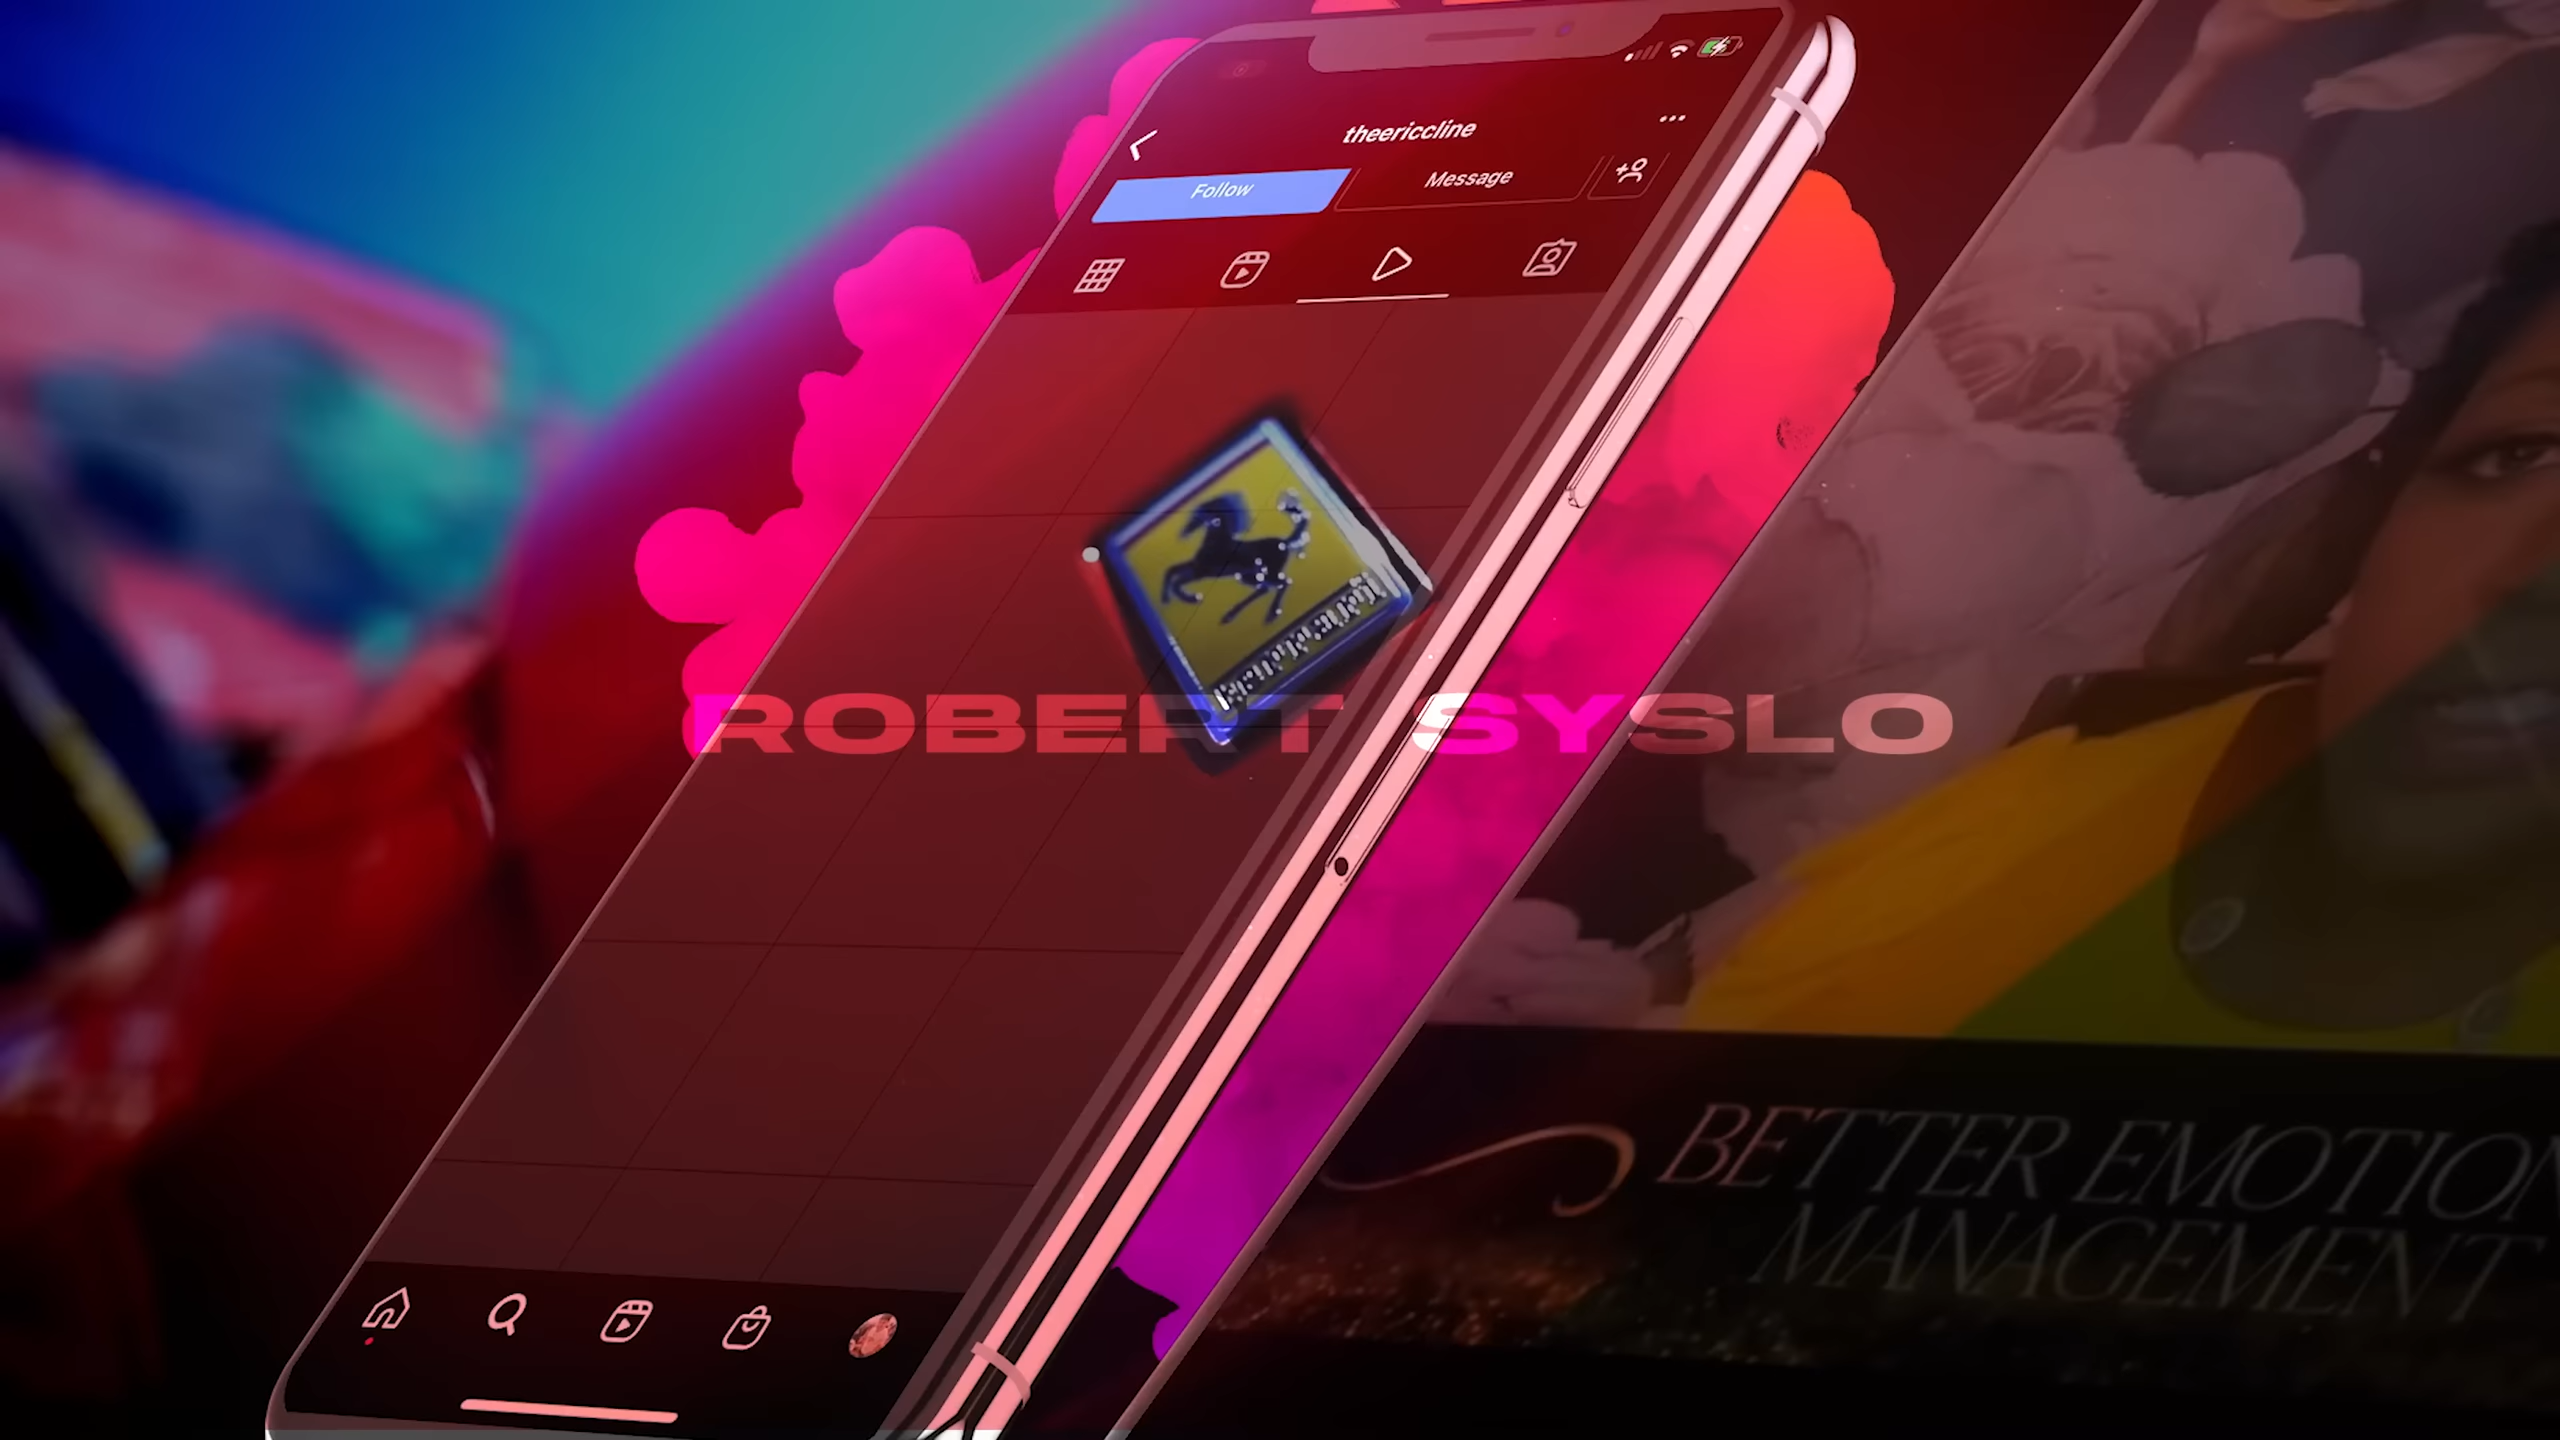 theericcline
Follow
Message
ROBERT SYSLO
BETTER EMOTION
MANAGEMENT